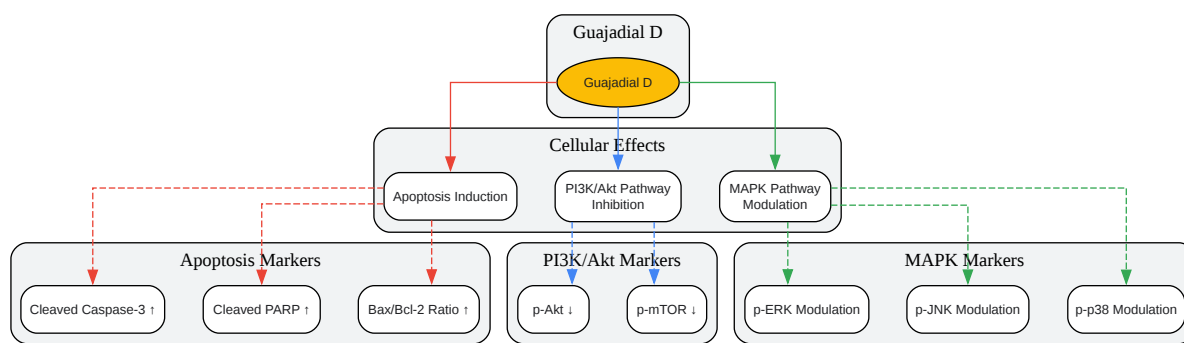 Guajadial D
Guajadial D
Cellular Effects
Apoptosis Induction
PI3K/Akt Pathway
Inhibition
MAPK Pathway
Modulation
Apoptosis Markers
PI3K/Akt Markers
MAPK Markers
Cleaved Caspase-3 ↑
Cleaved PARP ↑
Bax/Bcl-2 Ratio ↑
p-Akt ↓
p-mTOR ↓
p-ERK Modulation
p-JNK Modulation
p-p38 Modulation